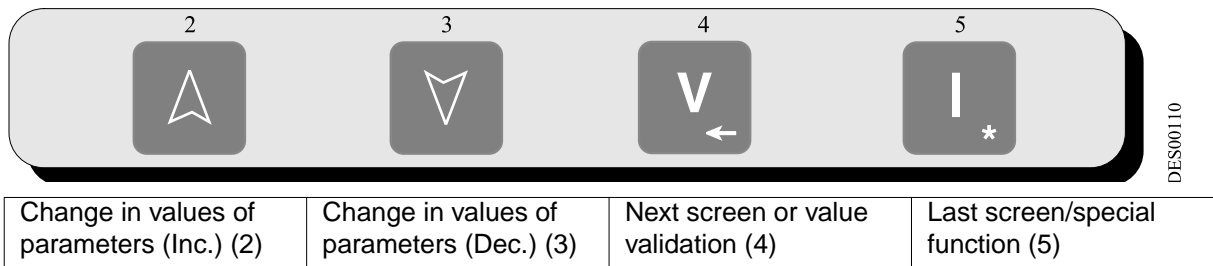 2 3 4 5
V I
*
DES00110
Change in values of parameters (Inc.) (2)
Change in values of parameters (Dec.) (3)
Next screen or value validation (4)
Last screen/special function (5)